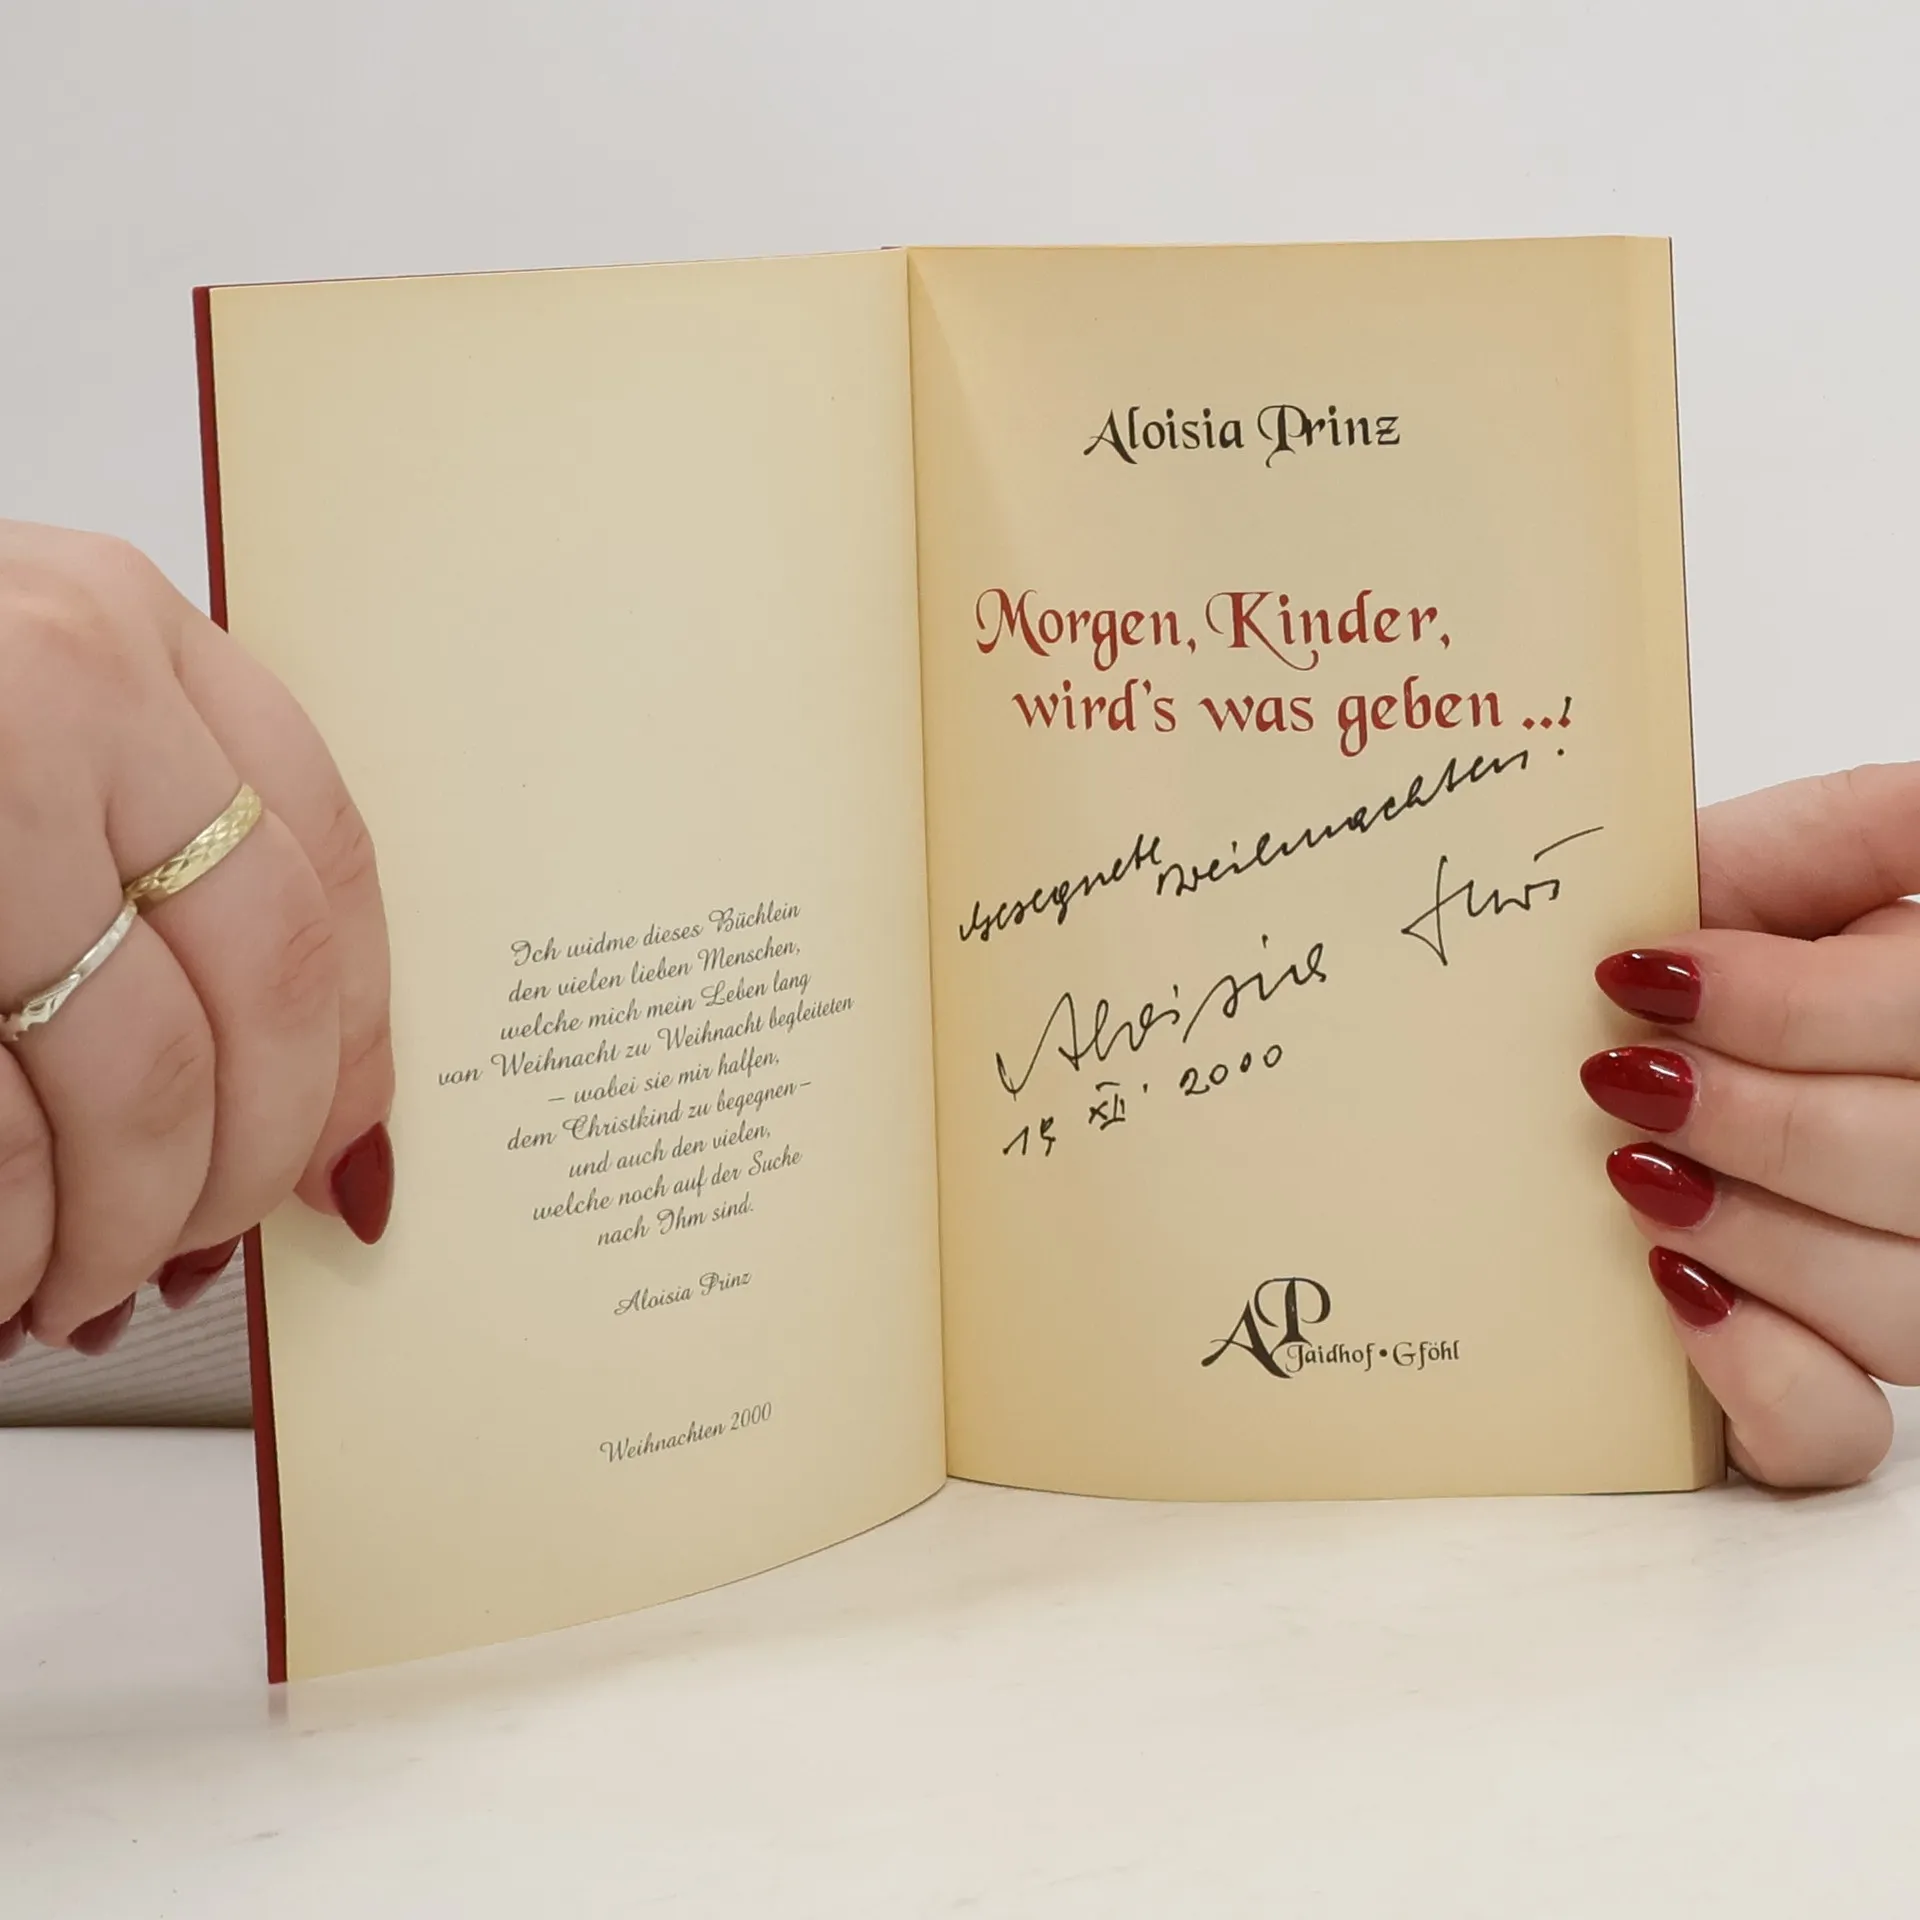 Ich widme dieses Büchlein
den vielen lieben Menschen,
welche mich mein Leben lang
von Weihnacht zu Weihnacht begleiteten
– wobei sie mir halfen,
dem Christkind zu begegnen –
und auch den vielen,
welche noch auf der Suche
nach Ihm sind.
Aloisia Prinz
Weihnachten 2000
Aloisia Prinz
Morgen, Kinder,
wird's was geben ...!
Gesegnete
Weihnachten!
Aloisia
XII. 2000
AP
Jaidhof • Gföhl